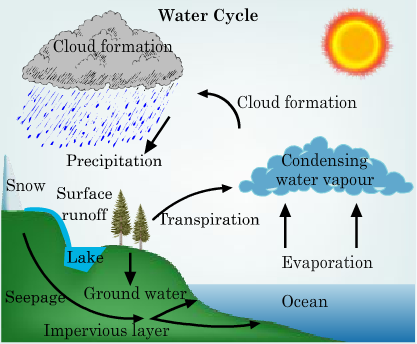 Water Cycle
Cloud formation
Cloud formation
Precipitation
Condensing
water vapour
Snow
Surface
runoff
Transpiration
Lake
Evaporation
Seepage
Ground water
Ocean
Impervious layer